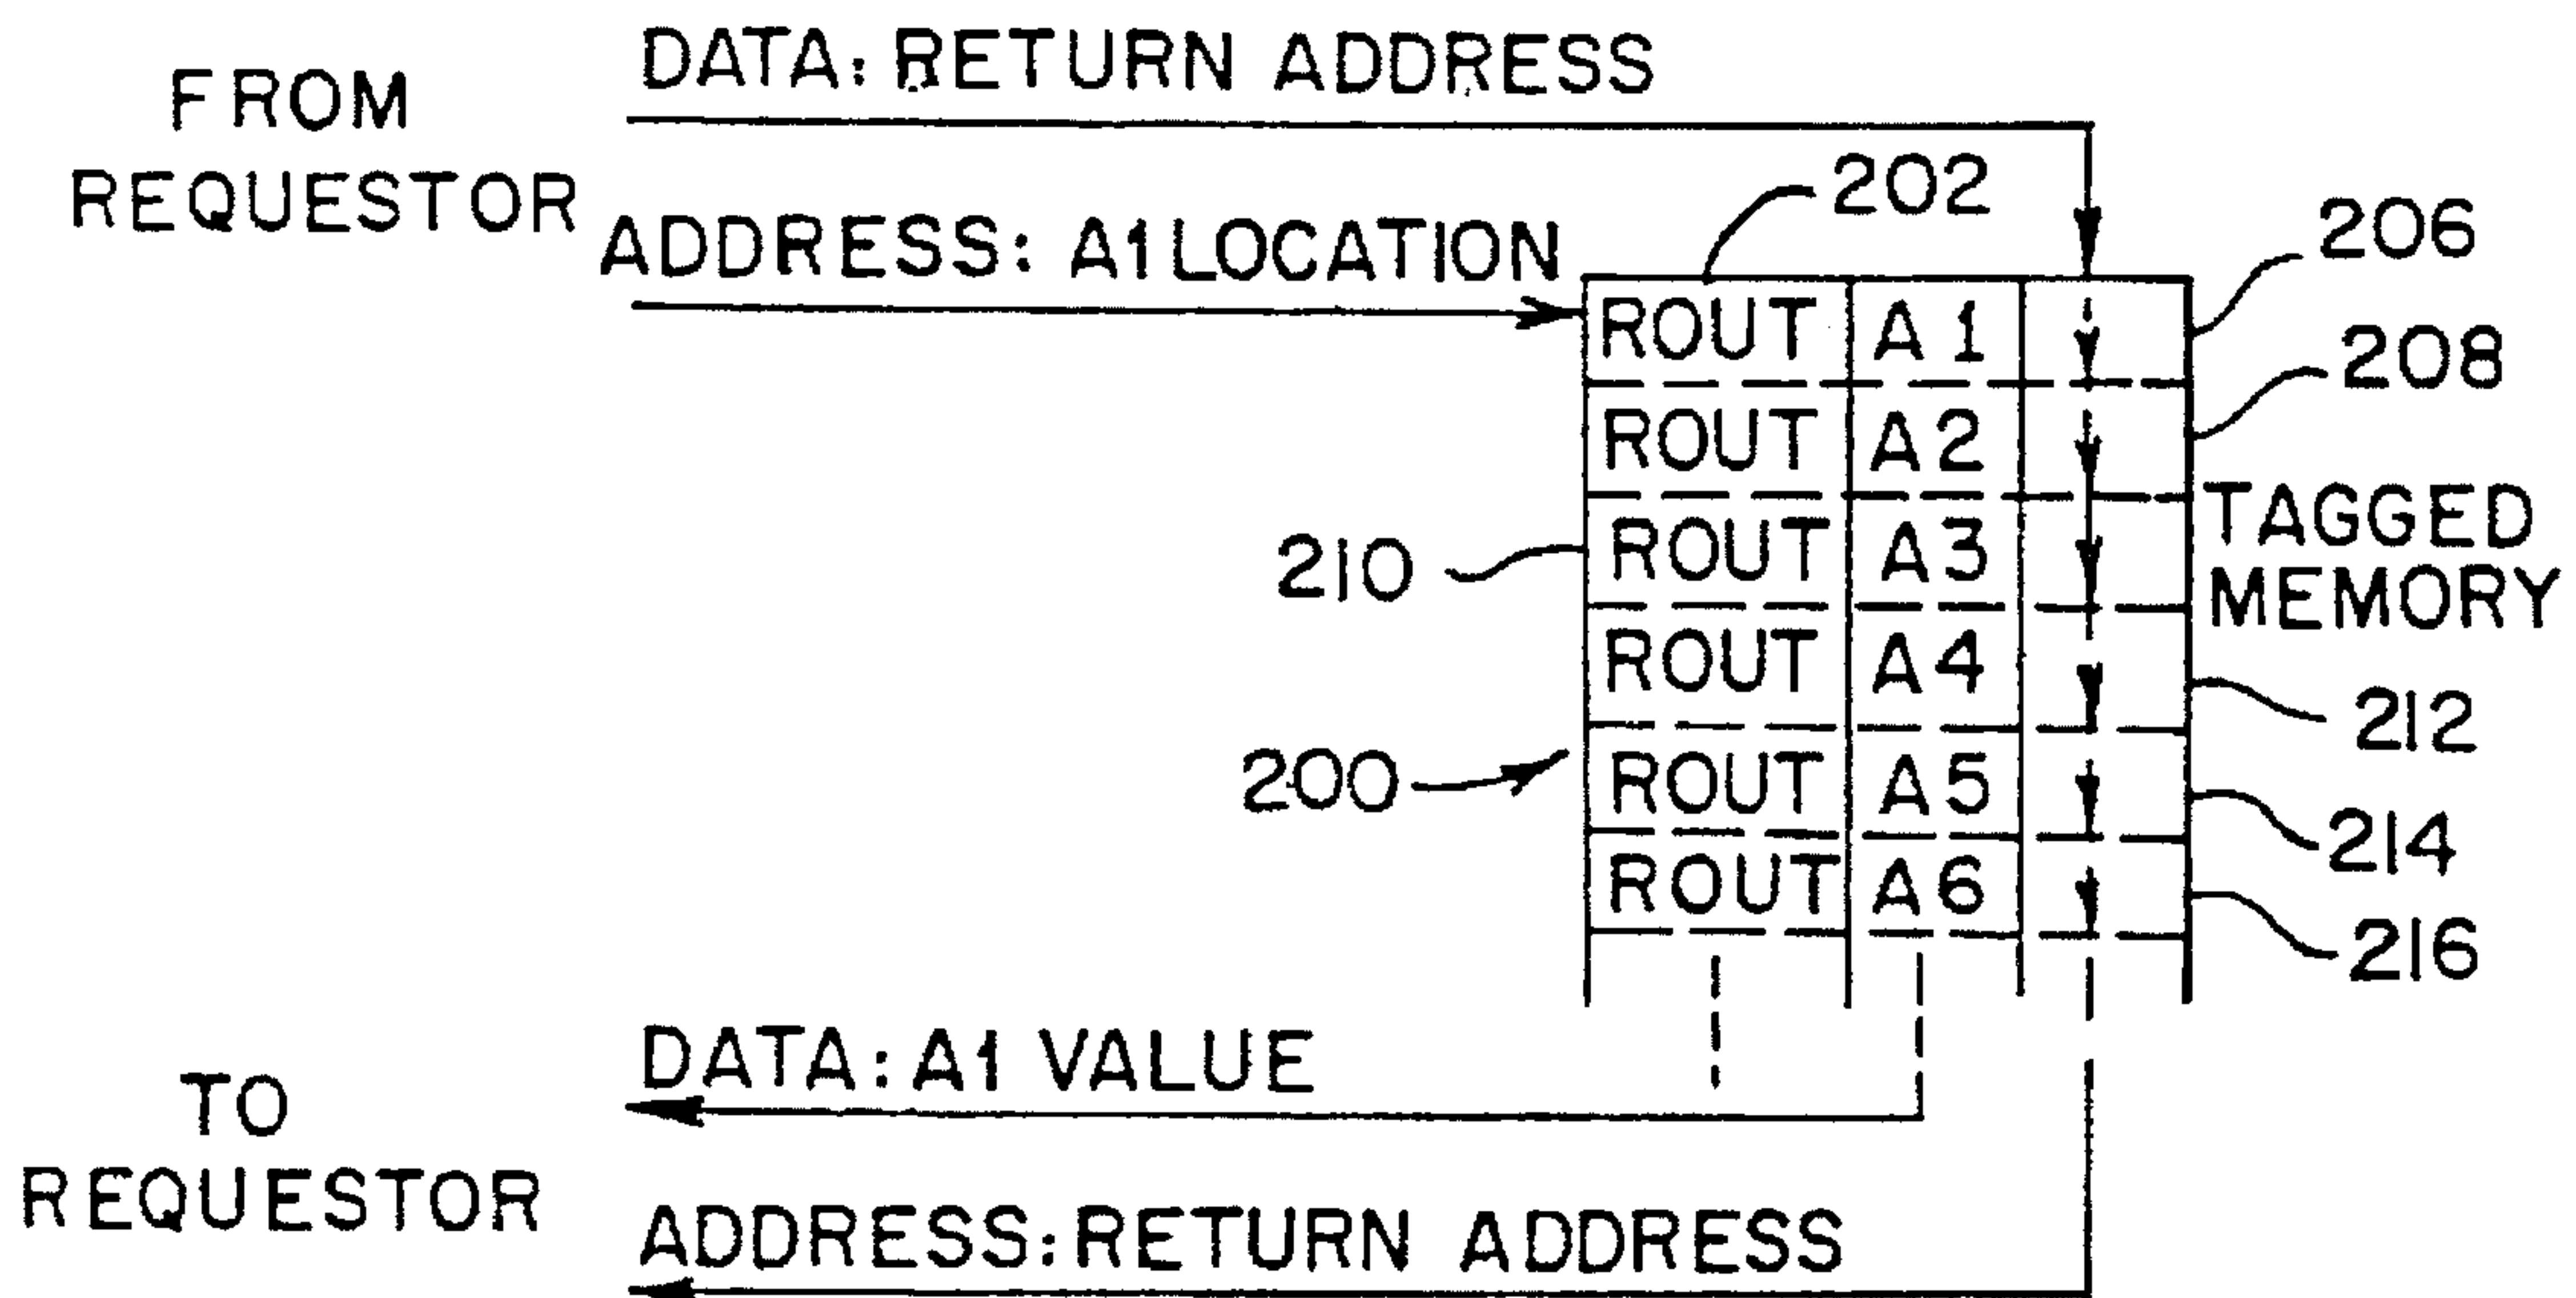 DATA: RETURN ADDRESS
FROM
REQUESTOR
ADDRESS: A1 LOCATION
202
206
ROUT A1
208
ROUT A2
TAGGED
MEMORY
210
ROUT A3
ROUT A4
212
200
ROUT A5
214
ROUT A6
216
DATA: A1 VALUE
TO
REQUESTOR
ADDRESS: RETURN ADDRESS